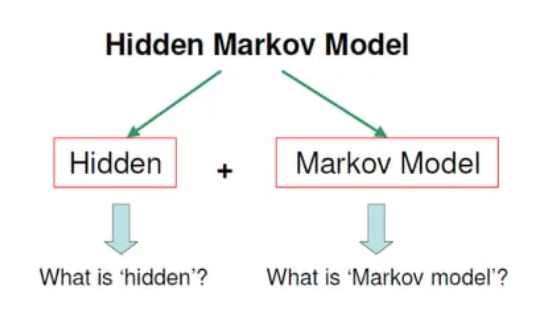 Hidden Markov Model
Hidden + Markov Model
What is ‘hidden’? What is ‘Markov model’?